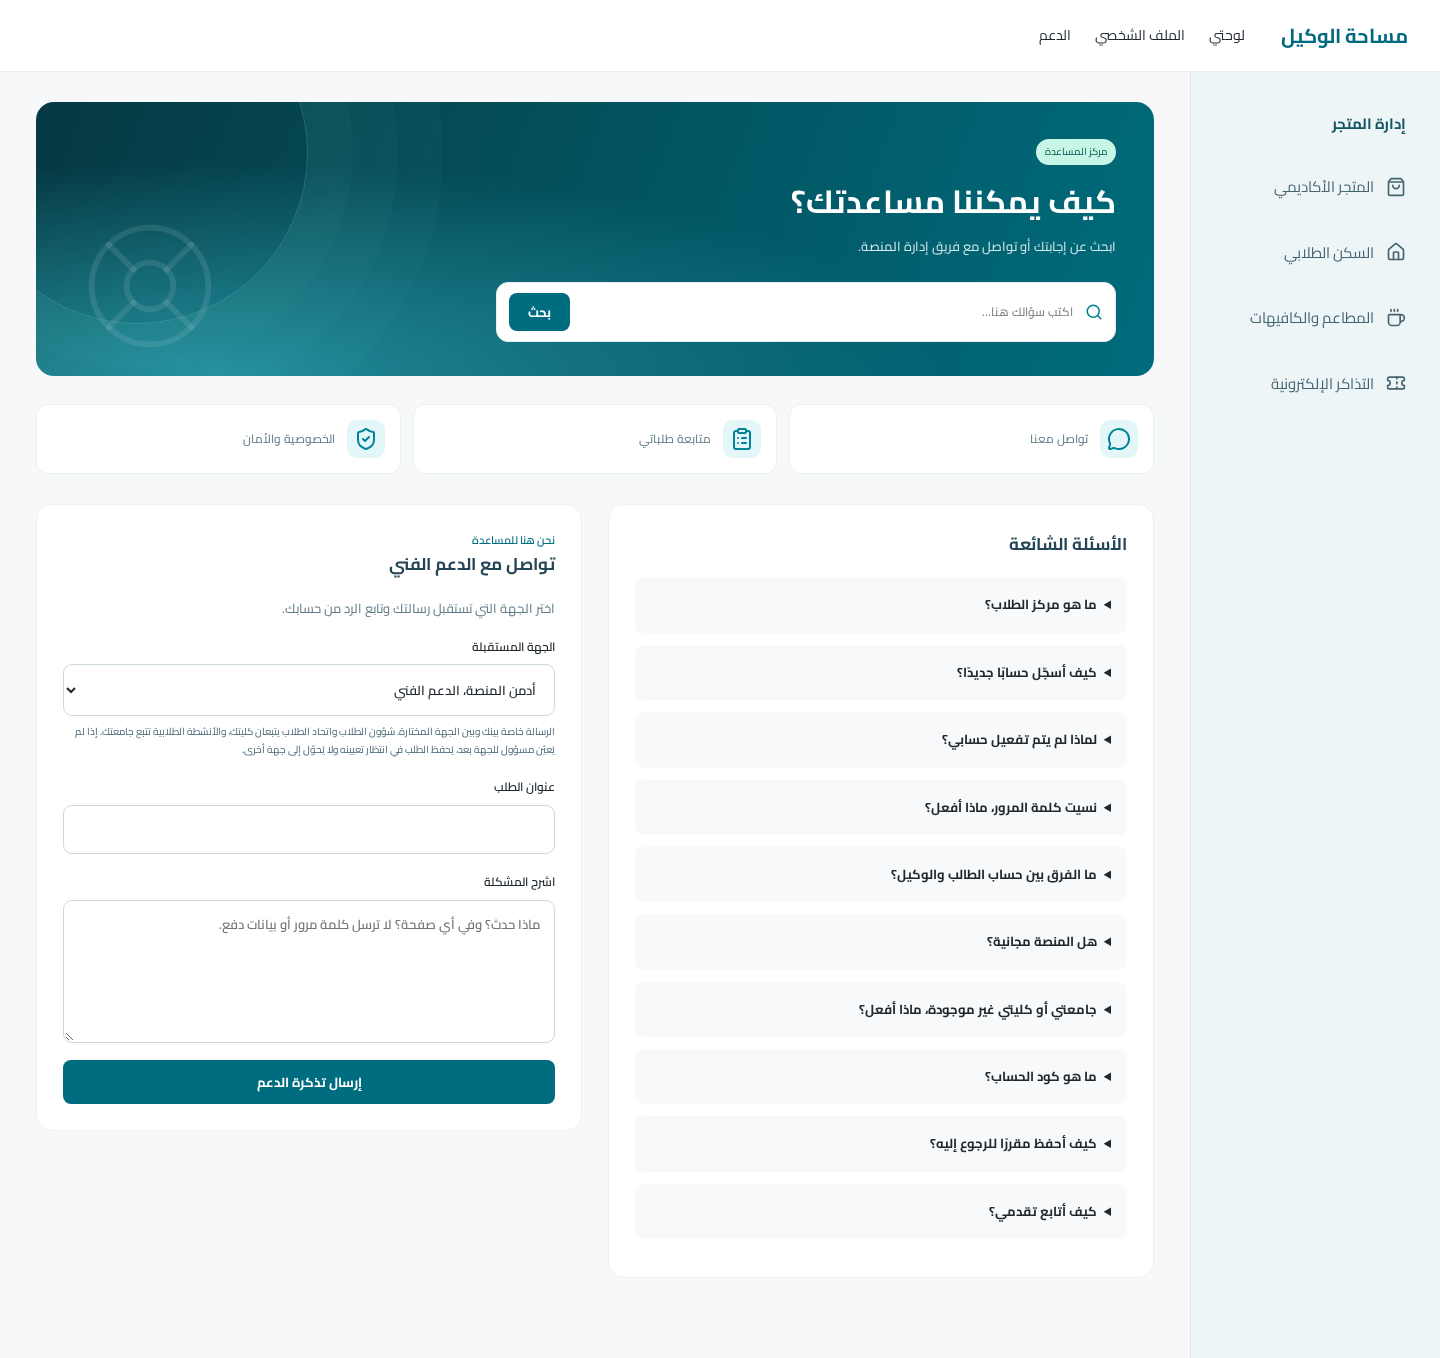 مساحة الوكيل
لوحتي
الملف الشخصي
الدعم
إدارة المتجر
المتجر الأكاديمي
السكن الطلابي
المطاعم والكافيهات
التذاكر الإلكترونية
مركز المساعدة
كيف يمكننا مساعدتك؟
ابحث عن إجابتك أو تواصل مع فريق إدارة المنصة.
اكتب سؤالك هنا...
بحث
تواصل معنا
متابعة طلباتي
الخصوصية والأمان
الأسئلة الشائعة
ما هو مركز الطلاب؟
كيف أسجّل حسابًا جديدًا؟
لماذا لم يتم تفعيل حسابي؟
نسيت كلمة المرور، ماذا أفعل؟
ما الفرق بين حساب الطالب والوكيل؟
هل المنصة مجانية؟
جامعتي أو كليتي غير موجودة، ماذا أفعل؟
ما هو كود الحساب؟
كيف أحفظ مقررًا للرجوع إليه؟
كيف أتابع تقدمي؟
نحن هنا للمساعدة
تواصل مع الدعم الفني
اختر الجهة التي تستقبل رسالتك وتابع الرد من حسابك.
الجهة المستقبلة
أدمن المنصة، الدعم الفني
الرسالة خاصة بينك وبين الجهة المختارة. شؤون الطلاب واتحاد الطلاب يتبعان كليتك، والأنشطة الطلابية تتبع جامعتك. إذا لم
يُعيّن مسؤول للجهة بعد، يُحفظ الطلب في انتظار تعيينه ولا يُحوّل إلى جهة أخرى.
عنوان الطلب
اشرح المشكلة
ماذا حدث؟ وفي أي صفحة؟ لا ترسل كلمة مرور أو بيانات دفع.
إرسال تذكرة الدعم